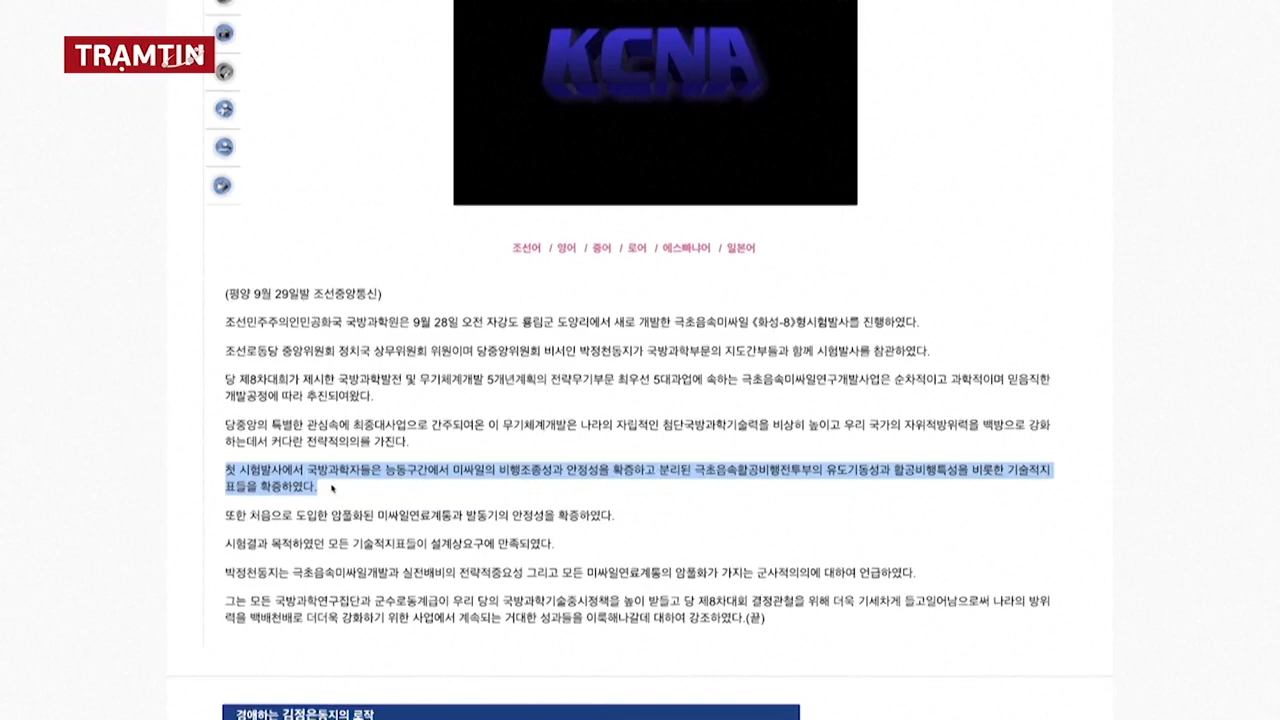 TRẠMTIN
KCNA
조선어 / 영어 / 중어 / 로어 / 에스빠냐어 / 일본어
(평양 9월 29일발 조선중앙통신)
조선민주주의인민공화국 국방과학원은 9월 28일 오전 자강도 룡림군 도양리에서 새로 개발한 극초음속미싸일 《화성-8》형시험발사를 진행하였다.
조선로동당 중앙위원회 정치국 상무위원회 위원이며 당중앙위원회 비서인 박정천동지가 국방과학부문의 지도간부들과 함께 시험발사를 참관하였다.
당 제8차대회가 제시한 국방과학발전 및 무기체계개발 5개년계획의 전략무기부문 최우선 5대과업에 속하는 극초음속미싸일연구개발사업은 순차적이고 과학적이며 믿음직한
개발공정에 따라 추진되여왔다.
당중앙의 특별한 관심속에 최중대사업으로 간주되여온 이 무기체계개발은 나라의 자립적인 첨단국방과학기술력을 비상히 높이고 우리 국가의 자위적방위력을 백방으로 강화
하는데서 커다란 전략적의의를 가진다.
첫 시험발사에서 국방과학자들은 능동구간에서 미싸일의 비행조종성과 안정성을 확증하고 분리된 극초음속활공비행전투부의 유도기동성과 활공비행특성을 비롯한 기술적지
표들을 확증하였다.
또한 처음으로 도입한 암풀화된 미싸일연료계통과 발동기의 안정성을 확증하였다.
시험결과 목적하였던 모든 기술적지표들이 설계상요구에 만족되였다.
박정천동지는 극초음속미싸일개발과 실전배비의 전략적중요성 그리고 모든 미싸일연료계통의 암풀화가 가지는 군사적의의에 대하여 언급하였다.
그는 모든 국방과학연구집단과 군수로동계급이 우리 당의 국방과학기술중시정책을 높이 받들고 당 제8차대회 결정관철을 위해 더욱 기세차게 들고일어남으로써 나라의 방위
력을 백배천배로 더더욱 강화하기 위한 사업에서 계속되는 거대한 성과들을 이룩해나갈데 대하여 강조하였다.(끝)
경애하는 김정은동지의 로작